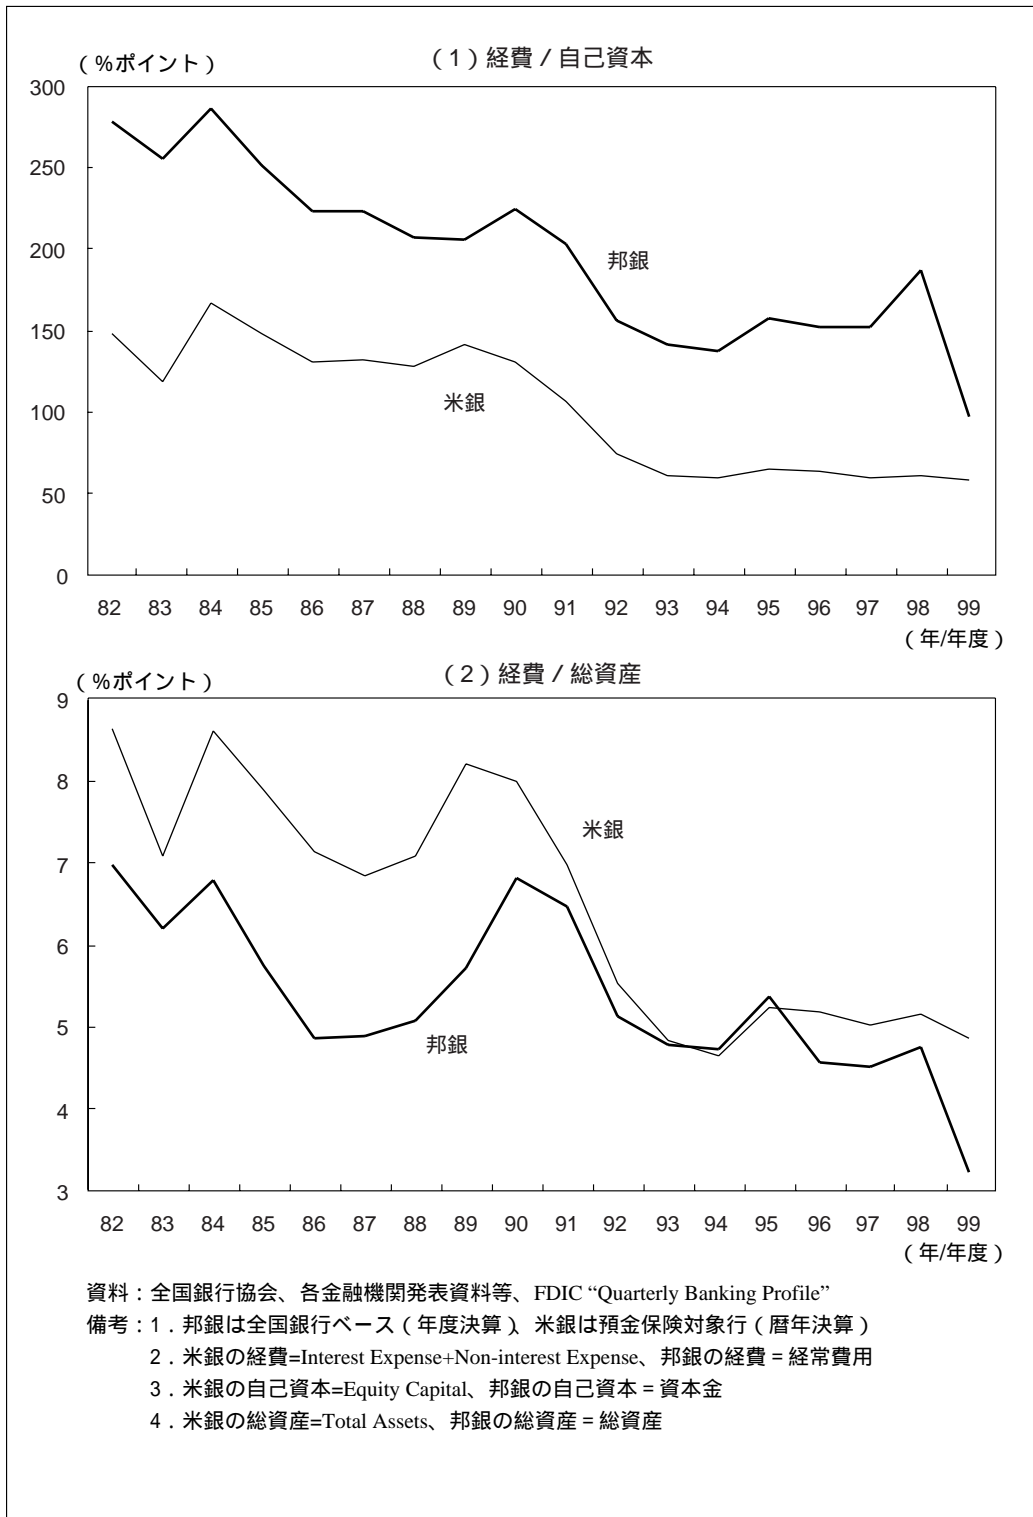 （1）経費／自己資本
（％ポイント）
300
250
200
150
100
50
0
邦銀
米銀
82 83 84 85 86 87 88 89 90 91 92 93 94 95 96 97 98 99
（年/年度）
（2）経費／総資産
（％ポイント）
9
8
7
6
5
4
3
米銀
邦銀
82 83 84 85 86 87 88 89 90 91 92 93 94 95 96 97 98 99
（年/年度）
資料：全国銀行協会、各金融機関発表資料等、FDIC “Quarterly Banking Profile”
備考：1．邦銀は全国銀行ベース（年度決算）、米銀は預金保険対象行（暦年決算）
2．米銀の経費=Interest Expense+Non-interest Expense、邦銀の経費＝経常費用
3．米銀の自己資本=Equity Capital、邦銀の自己資本＝資本金
4．米銀の総資産=Total Assets、邦銀の総資産＝総資産